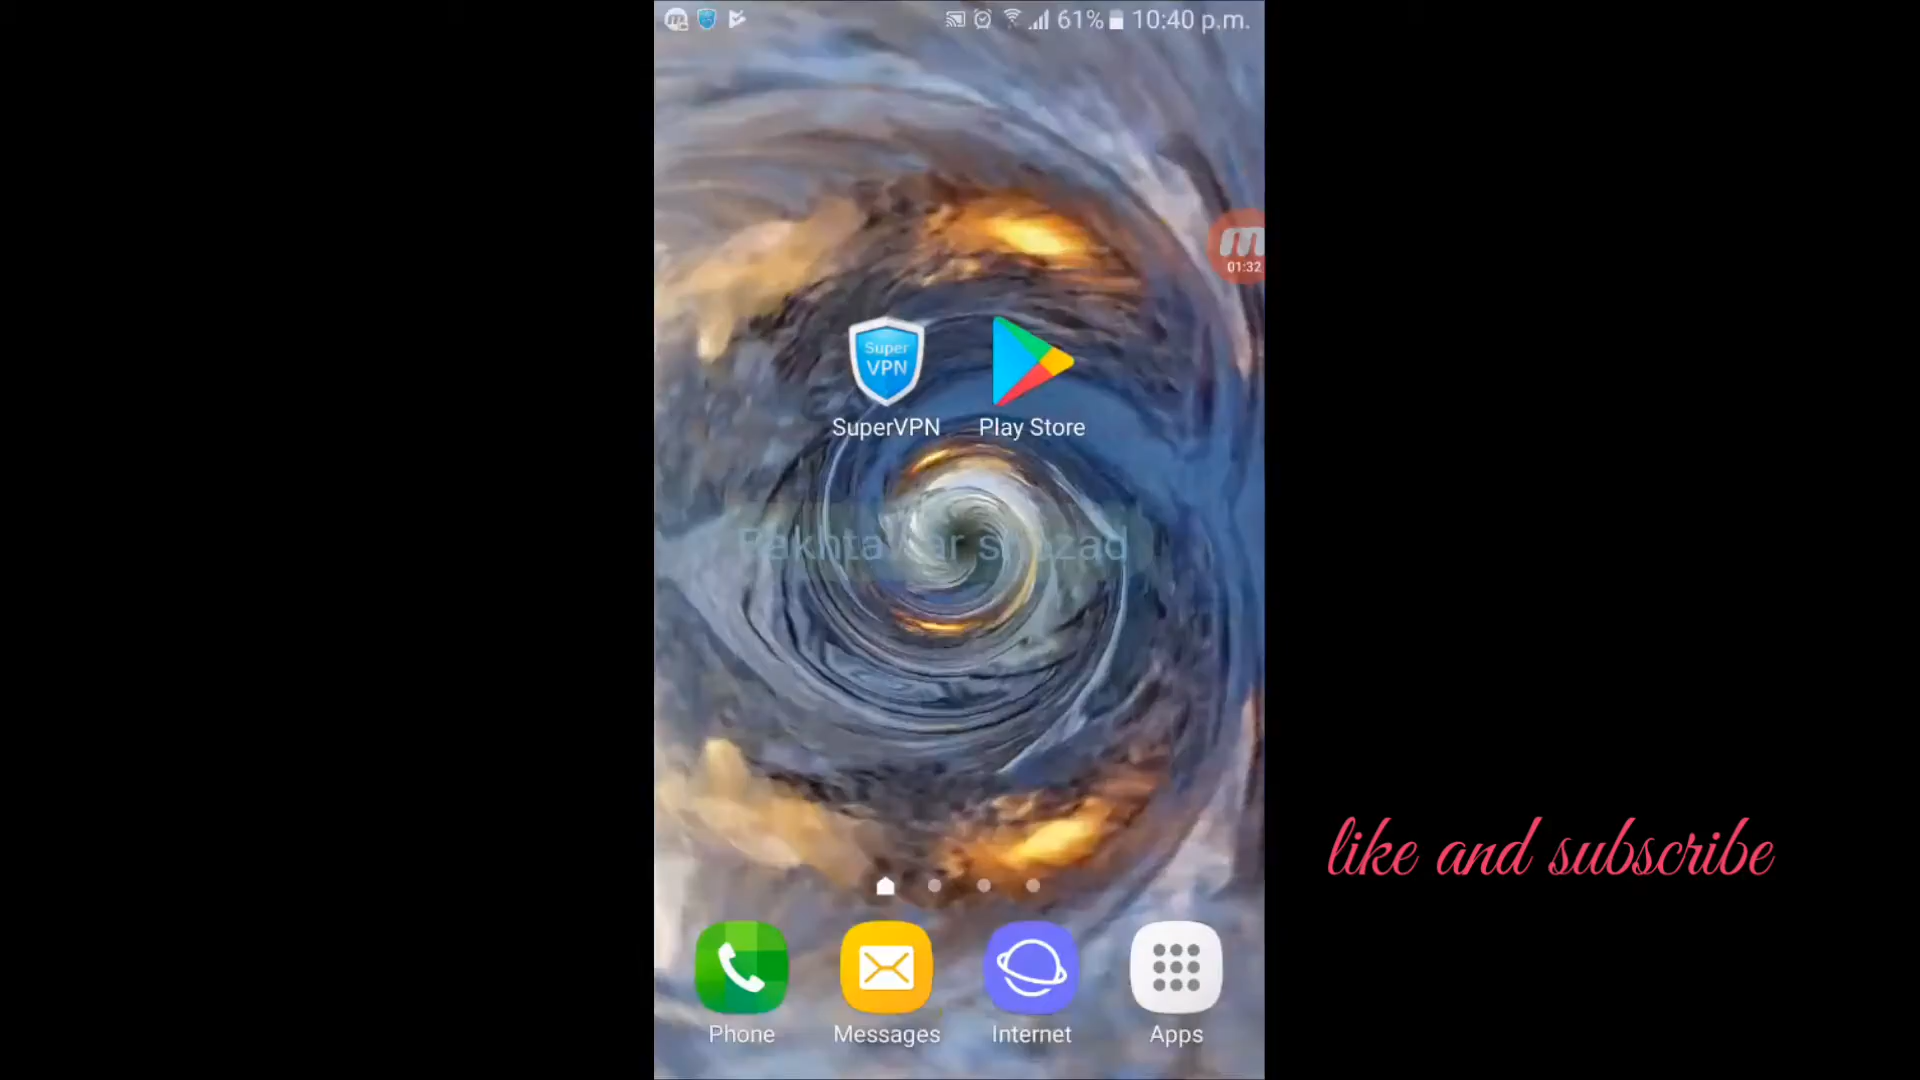 61% 10:40 p.m.
01:32
Super
VPN
SuperVPN
Play Store
like and subscribe
Phone
Messages
Internet
Apps